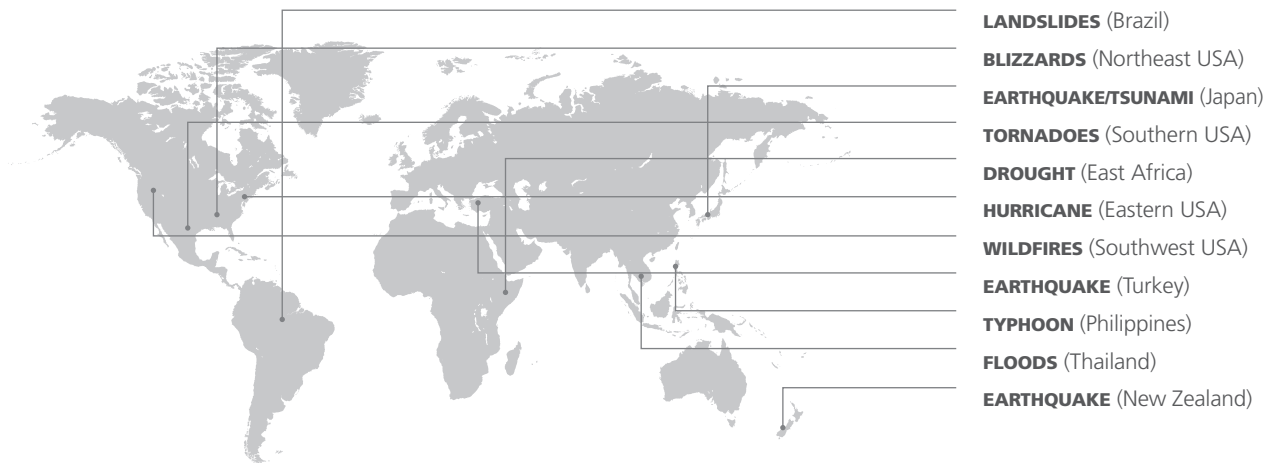 LANDSLIDES (Brazil)
BLIZZARDS (Northeast USA)
EARTHQUAKE/TSUNAMI (Japan)
TORNADOES (Southern USA)
DROUGHT (East Africa)
HURRICANE (Eastern USA)
WILDFIRES (Southwest USA)
EARTHQUAKE (Turkey)
TYPHOON (Philippines)
FLOODS (Thailand)
EARTHQUAKE (New Zealand)